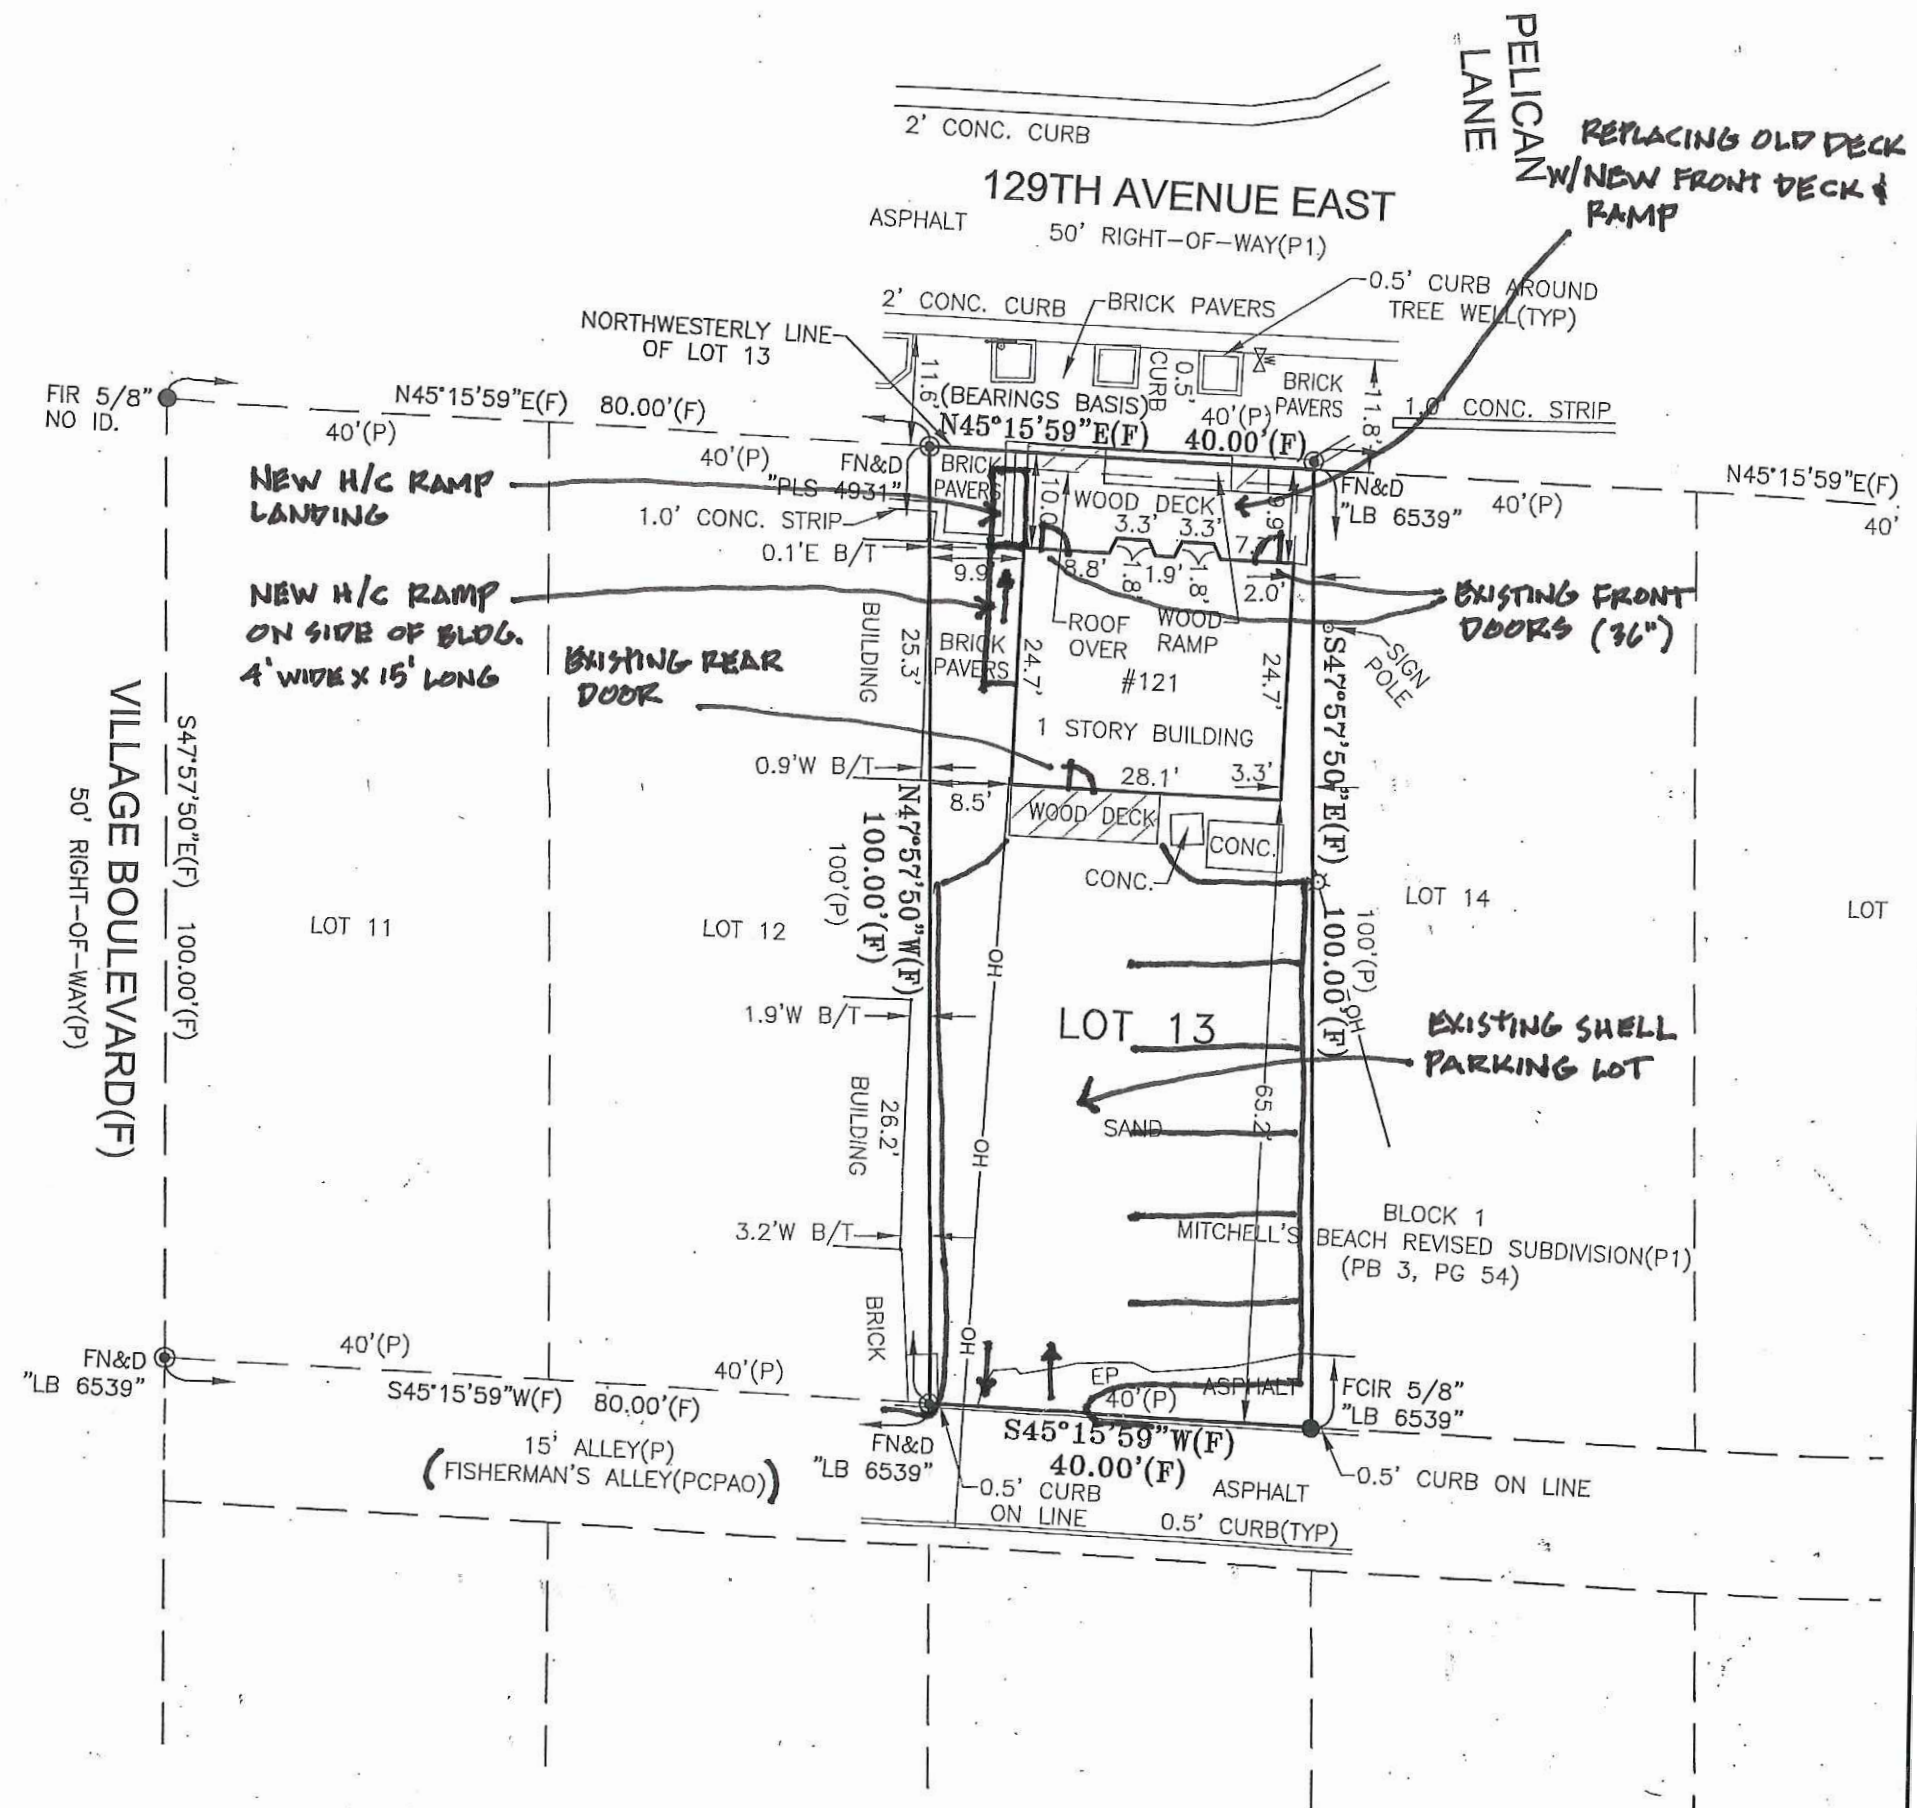 PELICAN
LANE
2' CONC. CURB
129TH AVENUE EAST
ASPHALT
50' RIGHT-OF-WAY(P1)
REPLACING OLD DECK
W/NEW FRONT DECK &
RAMP
0.5' CURB AROUND
TREE WELL(TYP)
2' CONC. CURB
BRICK PAVERS
NORTHWESTERLY LINE
OF LOT 13
11.6'
CURB
0.5'
W
BRICK
PAVERS
11.8'
1.0' CONC. STRIP
FIR 5/8"
NO ID.
N45°15'59"E(F) 80.00'(F)
40'(P)
(BEARINGS BASIS)
40'(P)
N45°15'59"E(F) 40.00'(F)
40'(P)
FN&D
"PLS 4931"
BRICK
PAVERS
FN&D
"LB 6539"
40'(P)
N45°15'59"E(F)
40'
NEW H/C RAMP
LANDING
1.0' CONC. STRIP
0.1'E B/T
10.0
WOOD DECK
9.9'
3.3' 3.3'
9.9'
8.8'
1.8'
1.9'
1.8'
2.0'
NEW H/C RAMP
ON SIDE OF BLDG.
4' WIDE X 15' LONG
EXISTING FRONT
DOORS (36")
BUILDING
25.3'
BRICK
PAVERS
24.7'
ROOF
OVER
WOOD
RAMP
#121
24.7'
SIGN
POLE
EXISTING REAR
DOOR
1 STORY BUILDING
S47°57'50"E(F) 100.00'(F)
100'(P)
0.9'W B/T
8.5'
28.1'
3.3'
WOOD DECK
CONC.
CONC.
VILLAGE BOULEVARD(F)
50' RIGHT-OF-WAY(P)
S47°57'50"E(F) 100.00'(F)
N47°57'50"W(F)
100.00'(F)
100'(P)
LOT 11
LOT 12
LOT 14
LOT
OH
OH
OH
OH
1.9'W B/T
LOT 13
EXISTING SHELL
PARKING LOT
BUILDING
26.2'
SAND
65.2'
3.2'W B/T
BLOCK 1
MITCHELL'S BEACH REVISED SUBDIVISION(P1)
(PB 3, PG 54)
BRICK
EP
ASPHALT
40'(P)
FCIR 5/8"
"LB 6539"
FN&D
"LB 6539"
40'(P)
40'(P)
S45°15'59"W(F) 80.00'(F)
S45°15'59"W(F)
40.00'(F)
15' ALLEY(P)
(FISHERMAN'S ALLEY(PCPAO))
FN&D
"LB 6539"
0.5' CURB
ON LINE
ASPHALT
0.5' CURB ON LINE
0.5' CURB(TYP)